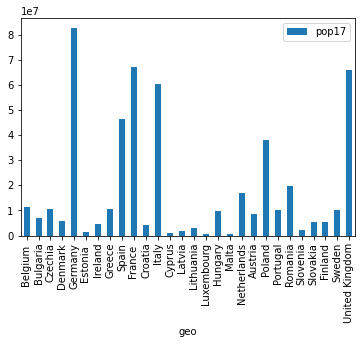 1e7
pop17
8
7
6
5
4
3
2
1
0
Belgium
Bulgaria
Czechia
Denmark
Germany
Estonia
Ireland
Greece
Spain
France
Croatia
Italy
Cyprus
Latvia
Lithuania
Luxembourg
Hungary
Malta
Netherlands
Austria
Poland
Portugal
Romania
Slovenia
Slovakia
Finland
Sweden
United Kingdom
geo